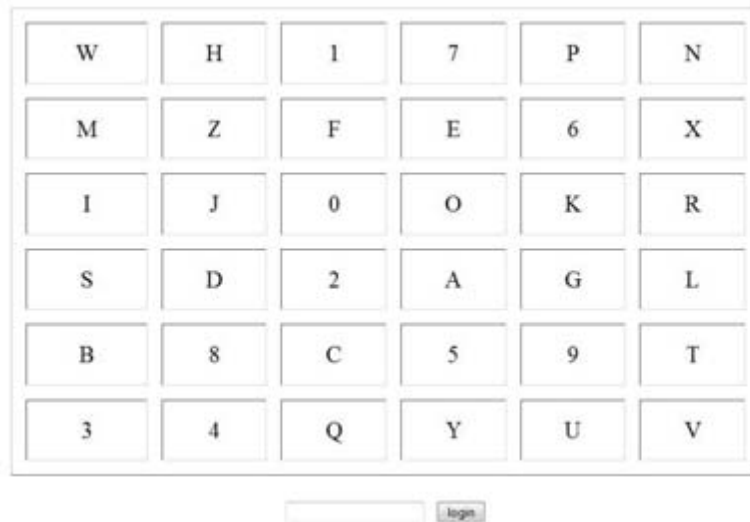 W H 1 7 P N
M Z F E 6 X
I J 0 O K R
S D 2 A G L
B 8 C 5 9 T
3 4 Q Y U V
login